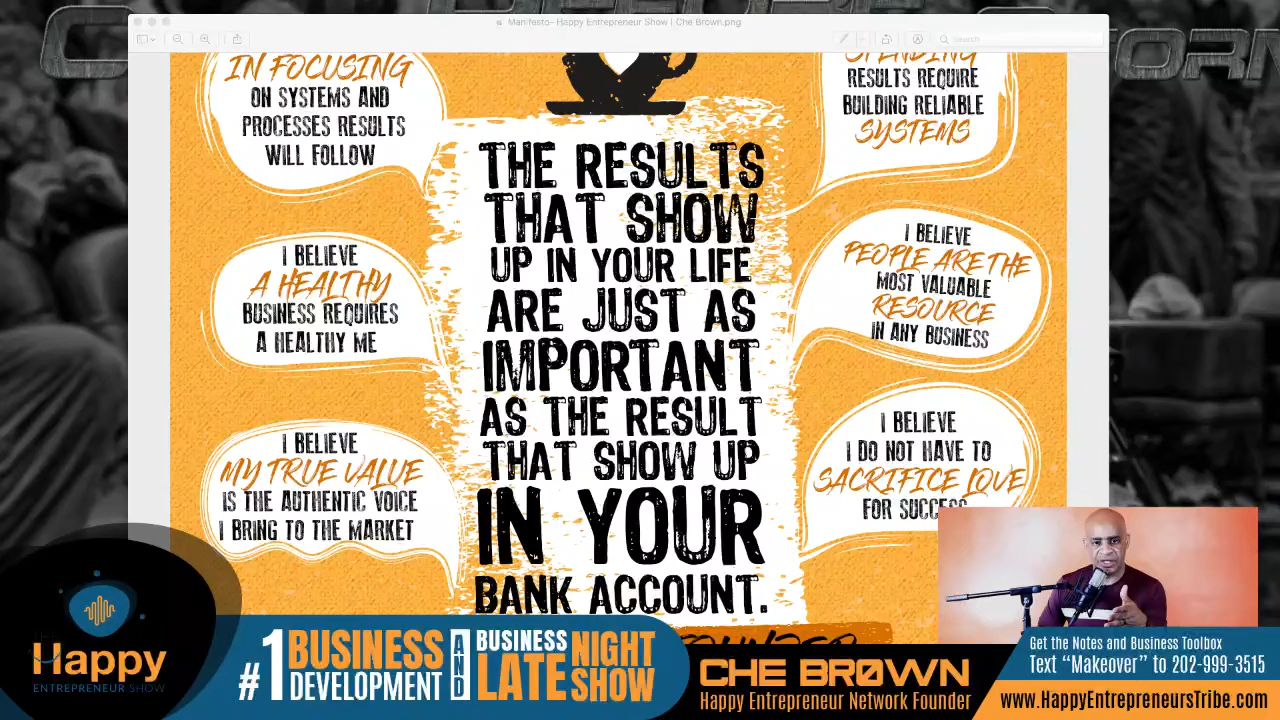 Manifesto- Happy Entrepreneur Show | Che Brown.png
Search
IN FOCUSING
ON SYSTEMS AND
PROCESSES RESULTS
WILL FOLLOW
I BELIEVE
A HEALTHY
BUSINESS REQUIRES
A HEALTHY ME
I BELIEVE
MY TRUE VALUE
IS THE AUTHENTIC VOICE
I BRING TO THE MARKET
THE RESULTS
THAT SHOW
UP IN YOUR LIFE
ARE JUST AS
IMPORTANT
AS THE RESULT
THAT SHOW UP
IN YOUR
BANK ACCOUNT.
FOUNDER
RESULTS REQUIRE
BUILDING RELIABLE
SYSTEMS
I BELIEVE
PEOPLE ARE THE
MOST VALUABLE
RESOURCE
IN ANY BUSINESS
I BELIEVE
I DO NOT HAVE TO
SACRIFICE LOVE
FOR SUCCESS
Happy
ENTREPRENEUR SHOW
#1 BUSINESS DEVELOPMENT AND BUSINESS LATE NIGHT SHOW
CHE BROWN
Happy Entrepreneur Network Founder
Get the Notes and Business Toolbox
Text “Makeover” to 202-999-3515
www.HappyEntrepreneursTribe.com